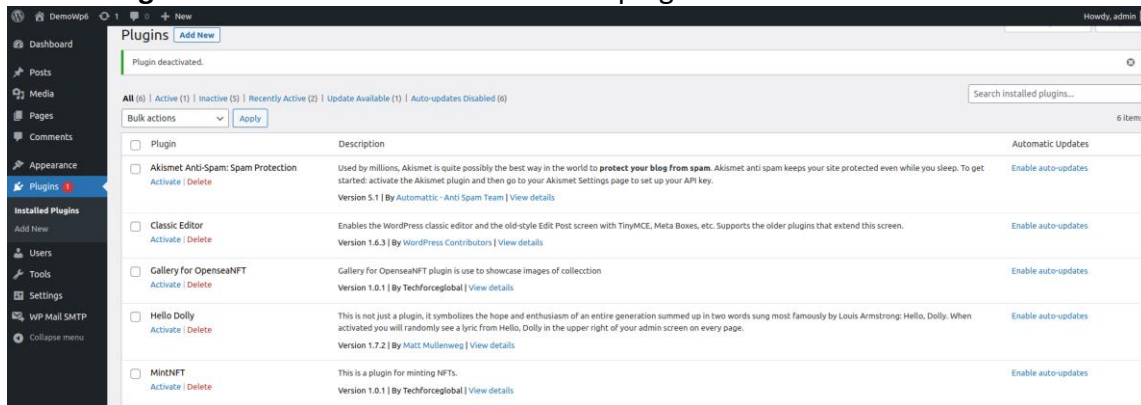 DemoWp6 1 0 + New Howdy, admin
Dashboard
Posts
Media
Pages
Comments
Appearance
Plugins 1
Installed Plugins
Add New
Users
Tools
Settings
WP Mail SMTP
Collapse menu
Plugins Add New
Plugin deactivated.
All (6) | Active (1) | Inactive (5) | Recently Active (2) | Update Available (1) | Auto-updates Disabled (6)
Search installed plugins...
Bulk actions Apply
6 items
Plugin Description Automatic Updates
Akismet Anti-Spam: Spam Protection
Activate | Delete
Used by millions, Akismet is quite possibly the best way in the world to protect your blog from spam. Akismet anti spam keeps your site protected even while you sleep. To get
started: activate the Akismet plugin and then go to your Akismet Settings page to set up your API key.
Version 5.1 | By Automattic - Anti Spam Team | View details
Enable auto-updates
Classic Editor
Activate | Delete
Enables the WordPress classic editor and the old-style Edit Post screen with TinyMCE, Meta Boxes, etc. Supports the older plugins that extend this screen.
Version 1.6.3 | By WordPress Contributors | View details
Enable auto-updates
Gallery for OpenseaNFT
Activate | Delete
Gallery for OpenseaNFT plugin is use to showcase images of collecction
Version 1.0.1 | By Techforceglobal | View details
Enable auto-updates
Hello Dolly
Activate | Delete
This is not just a plugin, it symbolizes the hope and enthusiasm of an entire generation summed up in two words sung most famously by Louis Armstrong: Hello, Dolly. When
activated you will randomly see a lyric from Hello, Dolly in the upper right of your admin screen on every page.
Version 1.7.2 | By Matt Mullenweg | View details
Enable auto-updates
MintNFT
Activate | Delete
This is a plugin for minting NFTs.
Version 1.0.1 | By Techforceglobal | View details
Enable auto-updates